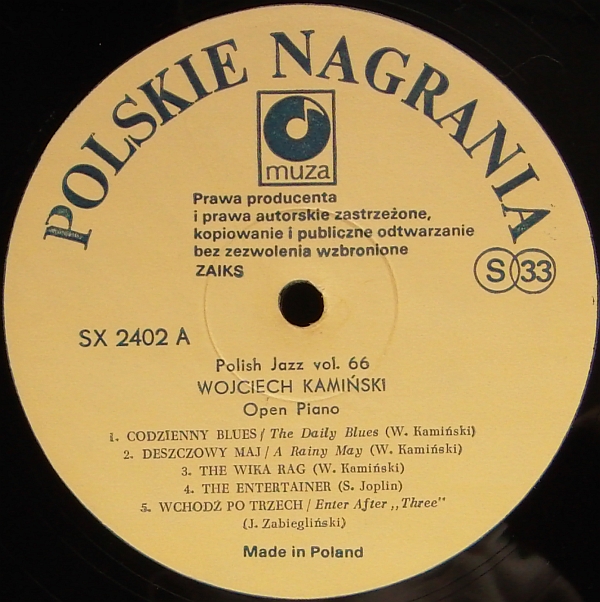 POLSKIE NAGRANIA
muza
Prawa producenta
i prawa autorskie zastrzeżone,
kopiowanie i publiczne odtwarzanie
bez zezwolenia wzbronione
ZAIKS
S 33
SX 2402 A
Polish Jazz vol. 66
WOJCIECH KAMIŃSKI
Open Piano
1. CODZIENNY BLUES / The Daily Blues (W. Kamiński)
2. DESZCZOWY MAJ / A Rainy May (W. Kamiński)
3. THE WIKA RAG (W. Kamiński)
4. THE ENTERTAINER (S. Joplin)
5. WCHODŹ PO TRZECH / Enter After „Three"
(J. Zabiegliński)
Made in Poland